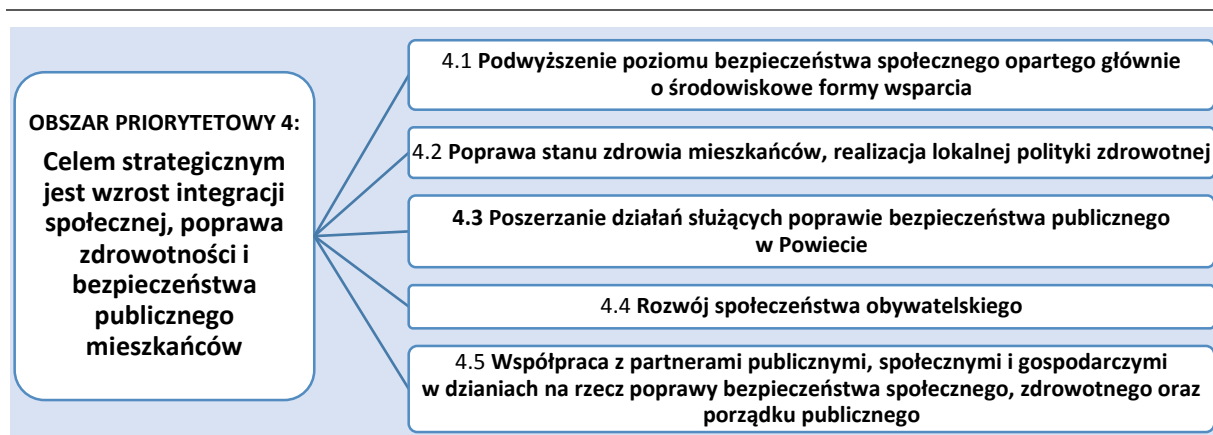 OBSZAR PRIORYTETOWY 4:
Celem strategicznym
jest wzrost integracji
społecznej, poprawa
zdrowotności i
bezpieczeństwa
publicznego
mieszkańców
4.1 Podwyższenie poziomu bezpieczeństwa społecznego opartego głównie
o środowiskowe formy wsparcia
4.2 Poprawa stanu zdrowia mieszkańców, realizacja lokalnej polityki zdrowotnej
4.3 Poszerzanie działań służących poprawie bezpieczeństwa publicznego
w Powiecie
4.4 Rozwój społeczeństwa obywatelskiego
4.5 Współpraca z partnerami publicznymi, społecznymi i gospodarczymi
w dzianiach na rzecz poprawy bezpieczeństwa społecznego, zdrowotnego oraz
porządku publicznego